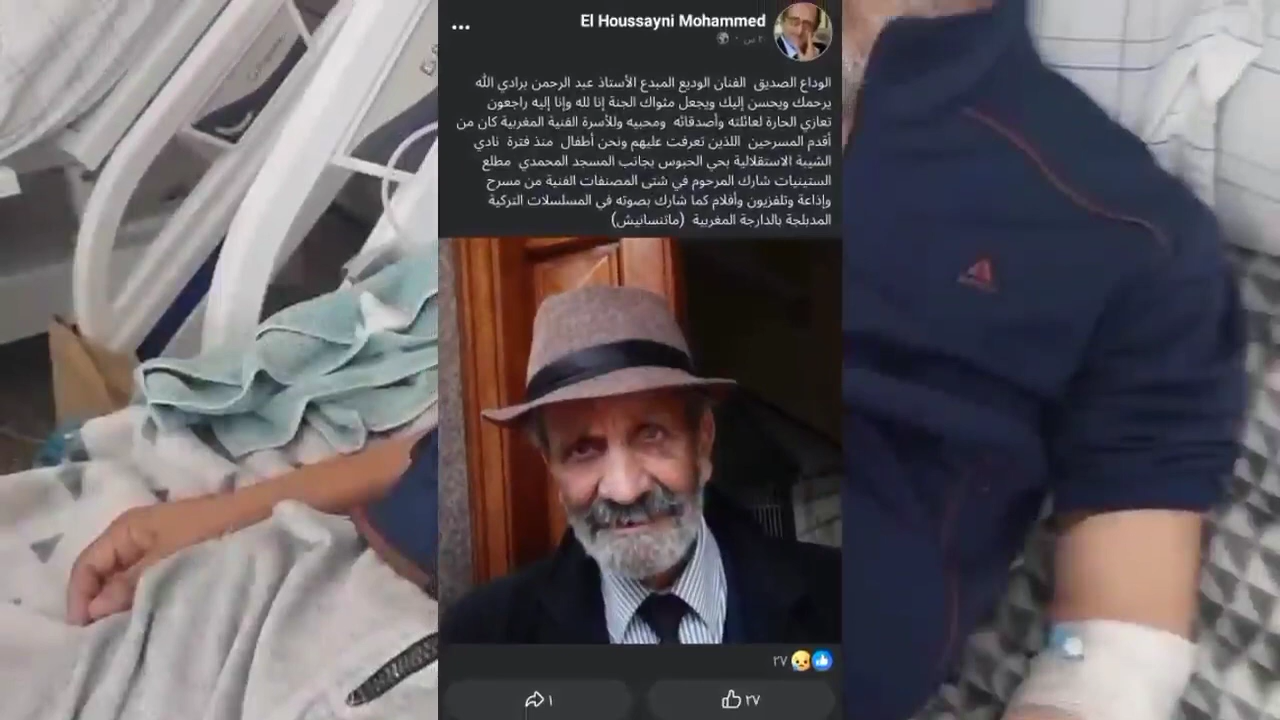 El Houssayni Mohammed
الوداع الصديق الفنان الوديع المبدع الأستاذ عبد الرحمن برادي الله
يرحمك ويحسن إليك ويجعل مثواك الجنة إنا لله وإنا إليه راجعون
تعازي الحارة لعائلته وأصدقائه ومحبيه وللأسرة الفنية المغربية كان من
أقدم المسرحين اللذين تعرفت عليهم ونحن أطفال منذ فترة نادي
الشيبة الاستقلالية بحي الحبوس بجانب المسجد المحمدي مطلع
الستينيات شارك المرحوم في شتى المصنفات الفنية من مسرح
وإذاعة وتلفزيون وأفلام كما شارك بصوته في المسلسلات التركية
المدبلجة بالدارجة المغربية (ماتنسانيش)
٢٧
٢٧
١